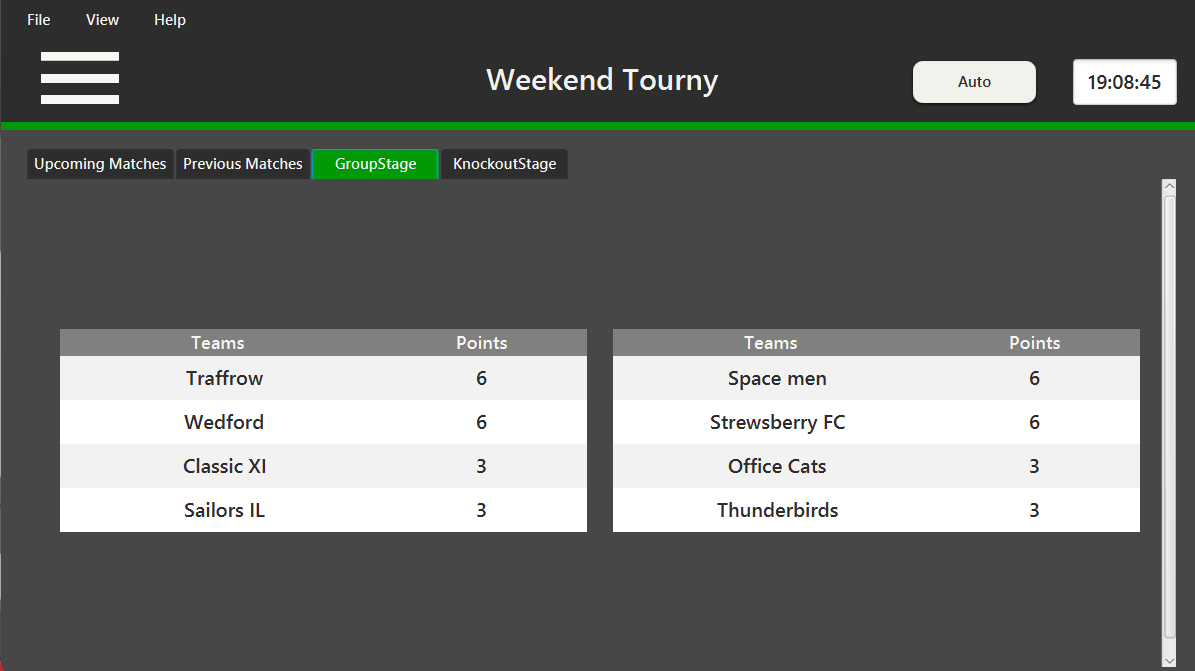 File View Help
Weekend Tourny
Auto
19:08:45
Upcoming Matches Previous Matches GroupStage KnockoutStage
Teams Points
Traffrow 6
Wedford 6
Classic XI 3
Sailors IL 3
Teams Points
Space men 6
Strewsberry FC 6
Office Cats 3
Thunderbirds 3